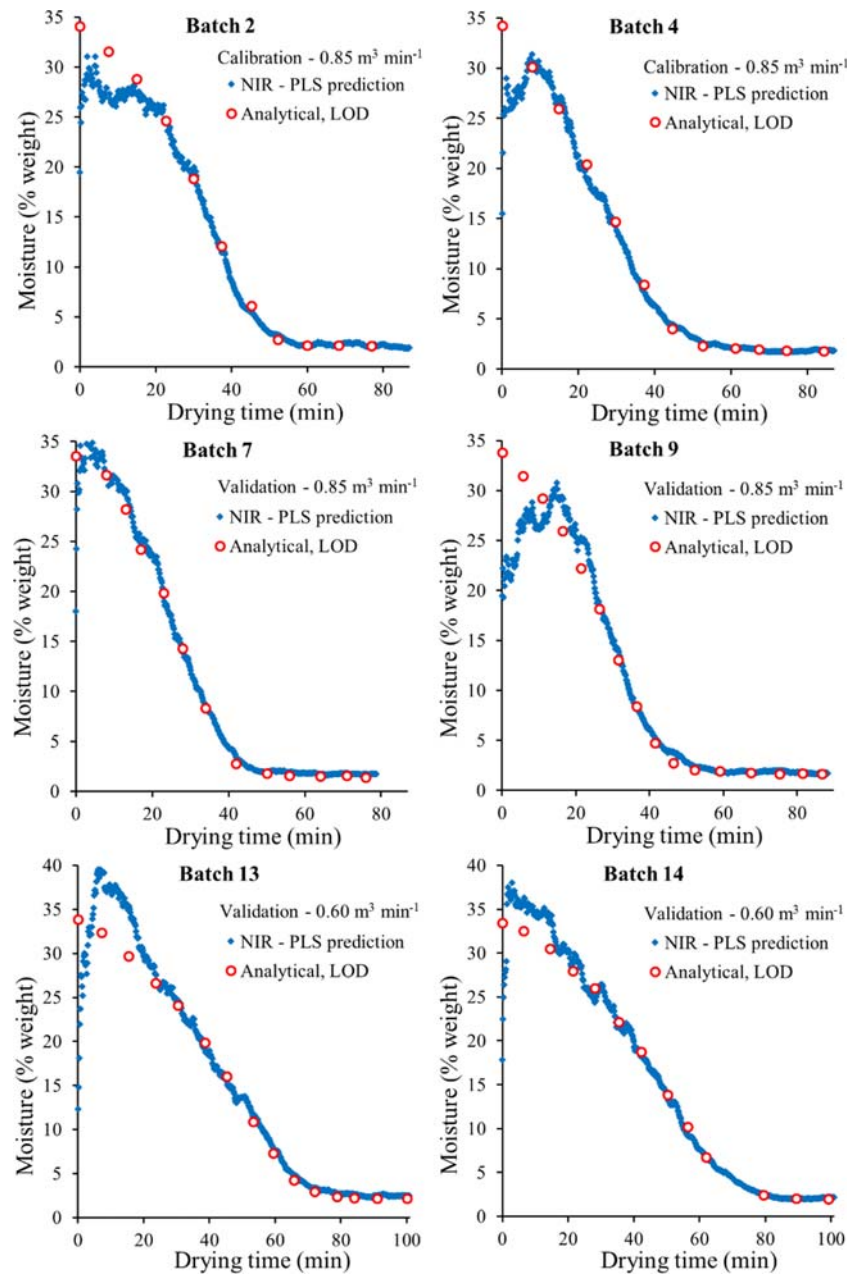 Batch 2
Calibration - 0.85 m³ min⁻¹
NIR - PLS prediction
Analytical, LOD
Moisture (% weight)
35
30
25
20
15
10
5
0
0 20 40 60 80
Drying time (min)
Batch 4
Calibration - 0.85 m³ min⁻¹
NIR - PLS prediction
Analytical, LOD
Moisture (% weight)
35
30
25
20
15
10
5
0
0 20 40 60 80
Drying time (min)
Batch 7
Validation - 0.85 m³ min⁻¹
NIR - PLS prediction
Analytical, LOD
Moisture (% weight)
35
30
25
20
15
10
5
0
0 20 40 60 80
Drying time (min)
Batch 9
Validation - 0.85 m³ min⁻¹
NIR - PLS prediction
Analytical, LOD
Moisture (% weight)
35
30
25
20
15
10
5
0
0 20 40 60 80
Drying time (min)
Batch 13
Validation - 0.60 m³ min⁻¹
NIR - PLS prediction
Analytical, LOD
Moisture (% weight)
40
35
30
25
20
15
10
5
0
0 20 40 60 80 100
Drying time (min)
Batch 14
Validation - 0.60 m³ min⁻¹
NIR - PLS prediction
Analytical, LOD
Moisture (% weight)
40
35
30
25
20
15
10
5
0
0 20 40 60 80 100
Drying time (min)